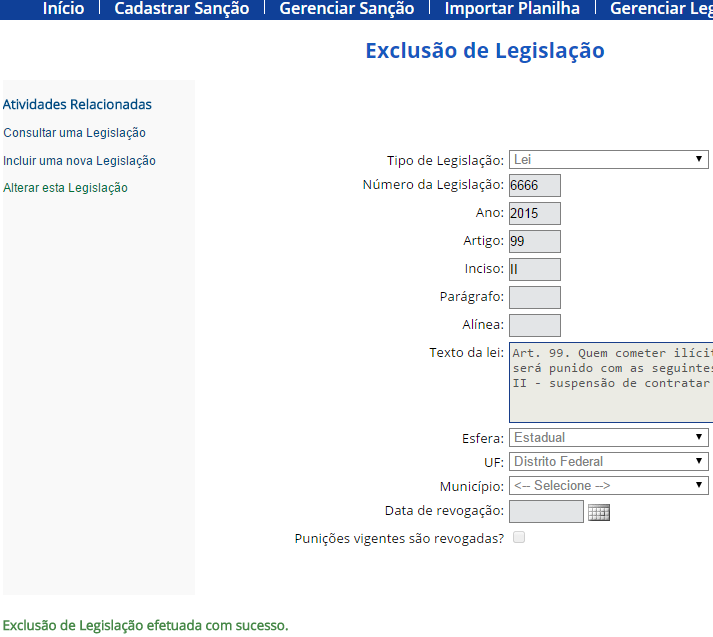 Início Cadastrar Sanção Gerenciar Sanção Importar Planilha Gerenciar
Exclusão de Legislação
Atividades Relacionadas
Consultar uma Legislação
Incluir uma nova Legislação
Alterar esta Legislação
Tipo de Legislação: Lei
Número da Legislação: 6666
Ano: 2015
Artigo: 99
Inciso: II
Parágrafo:
Alínea:
Texto da lei: Art. 99. Quem cometer
será punido com as seguintes
II - suspensão de contratar
Esfera: Estadual
UF: Distrito Federal
Município: <-- Selecione -->
Data de revogação:
Punições vigentes são revogadas?
Exclusão de Legislação efetuada com sucesso.